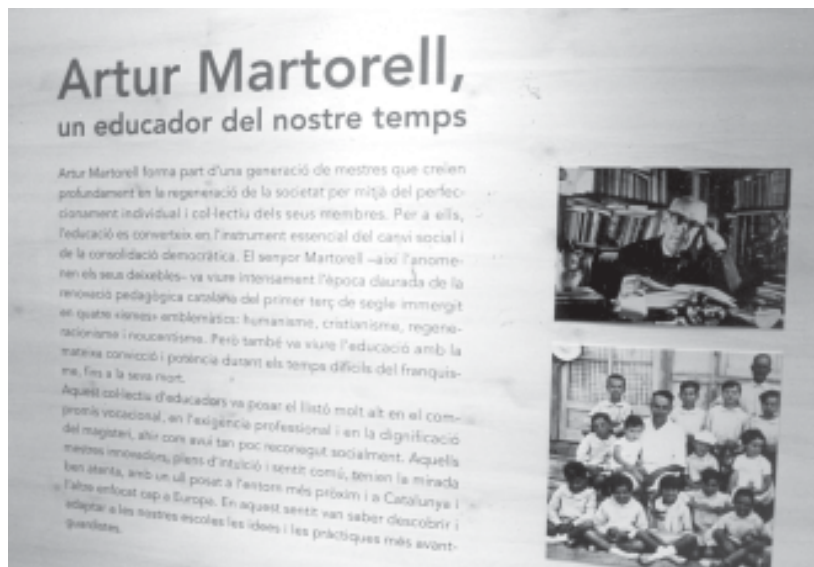 Artur Martorell,
un educador del nostre temps
Artur Martorell forma part d'una generació de mestres que creien
profundament en la regeneració de la societat per mitjà del perfec-
cionament individual i col·lectiu dels seus membres. Per a ells,
l'educació es converteix en l'instrument essencial del canvi social i
de la consolidació democràtica. El senyor Martorell –així l'anome-
nen els seus deixebles– va viure intensament l'època daurada de la
renovació pedagògica catalana del primer terç de segle immergit
en quatre «ismes» emblemàtics: humanisme, cristianisme, regene-
racionisme i noucentisme. Però també va viure l'educació amb la
mateixa convicció i potència durant els temps difícils del franquis-
me, fins a la seva mort.
Aquest col·lectiu d'educadors va posar el llistó molt alt en el com-
promís vocacional, en l'exigència professional i en la dignificació
del magisteri, ahir com avui tan poc reconegut socialment. Aquells
mestres innovadors, plens d'intuïció i sentit comú, tenien la mirada
ben atenta, amb un ull posat a l'entorn més pròxim i a Catalunya i
l'altre enfocat cap a Europa. En aquest sentit van saber descobrir i
adaptar a les nostres escoles les idees i les pràctiques més avant-
guardistes.